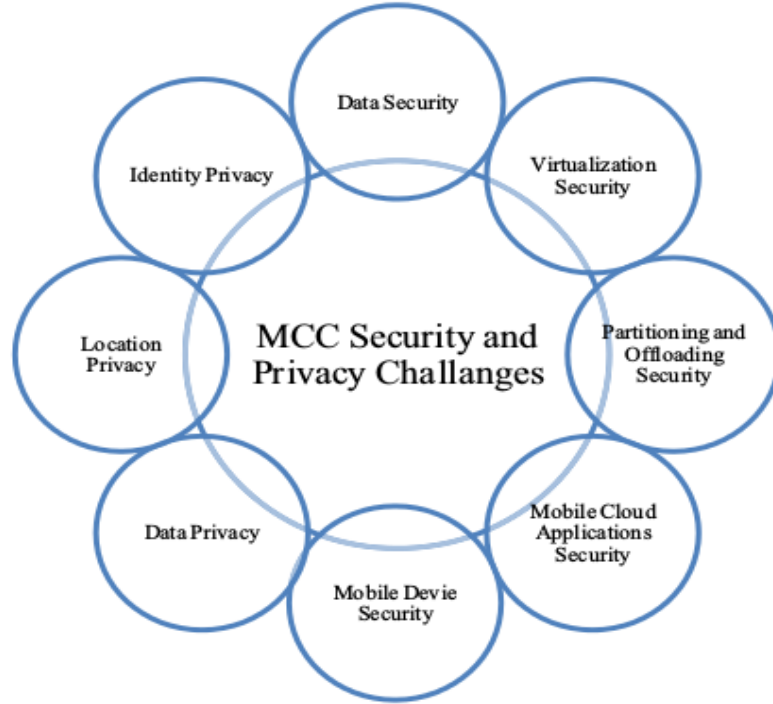 Data Security
Identity Privacy
Virtualization
Security
Location
Privacy
MCC Security and
Privacy Challanges
Partitioning and
Offloading
Security
Data Privacy
Mobile Cloud
Applications
Security
Mobile Devie
Security